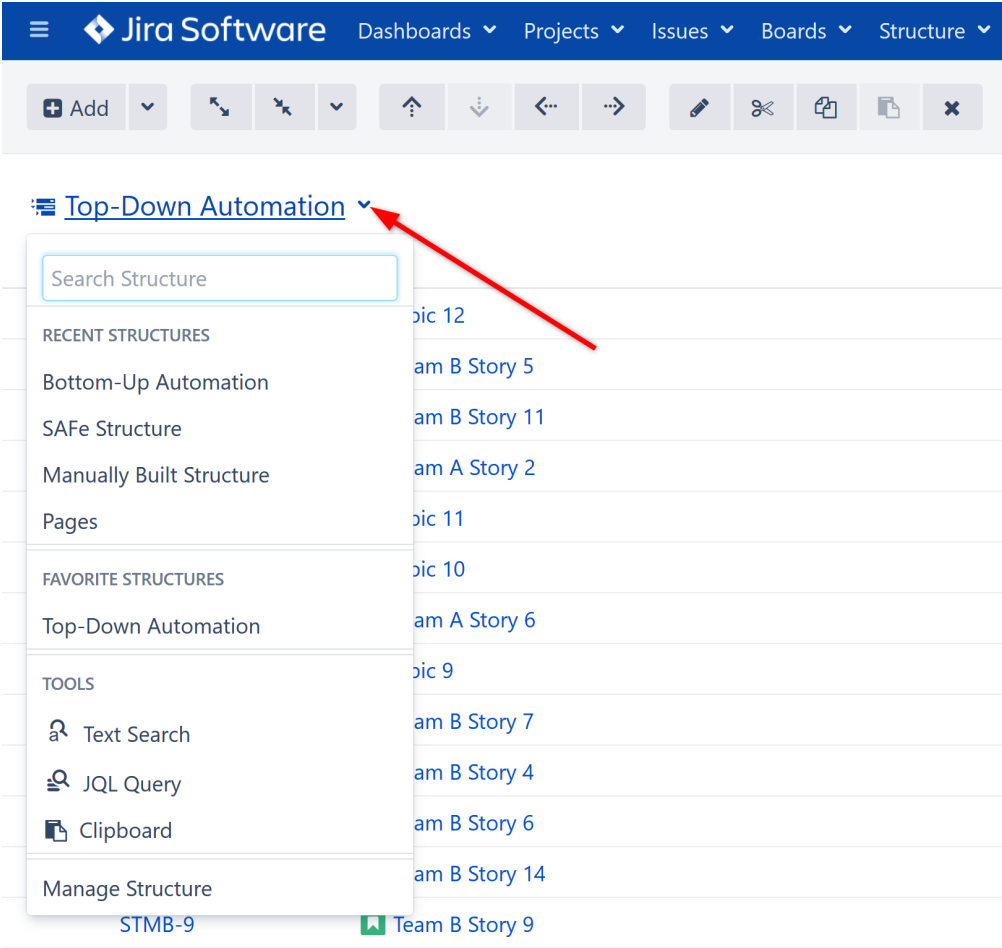 Jira Software Dashboards Projects Issues Boards Structure
Add
Top-Down Automation
Search Structure
RECENT STRUCTURES
pic 12
Bottom-Up Automation
am B Story 5
SAFe Structure
am B Story 11
Manually Built Structure
am A Story 2
Pages
pic 11
FAVORITE STRUCTURES
pic 10
Top-Down Automation
am A Story 6
TOOLS
pic 9
Text Search
am B Story 7
JQL Query
am B Story 4
Clipboard
am B Story 6
Manage Structure
am B Story 14
STMB-9 Team B Story 9